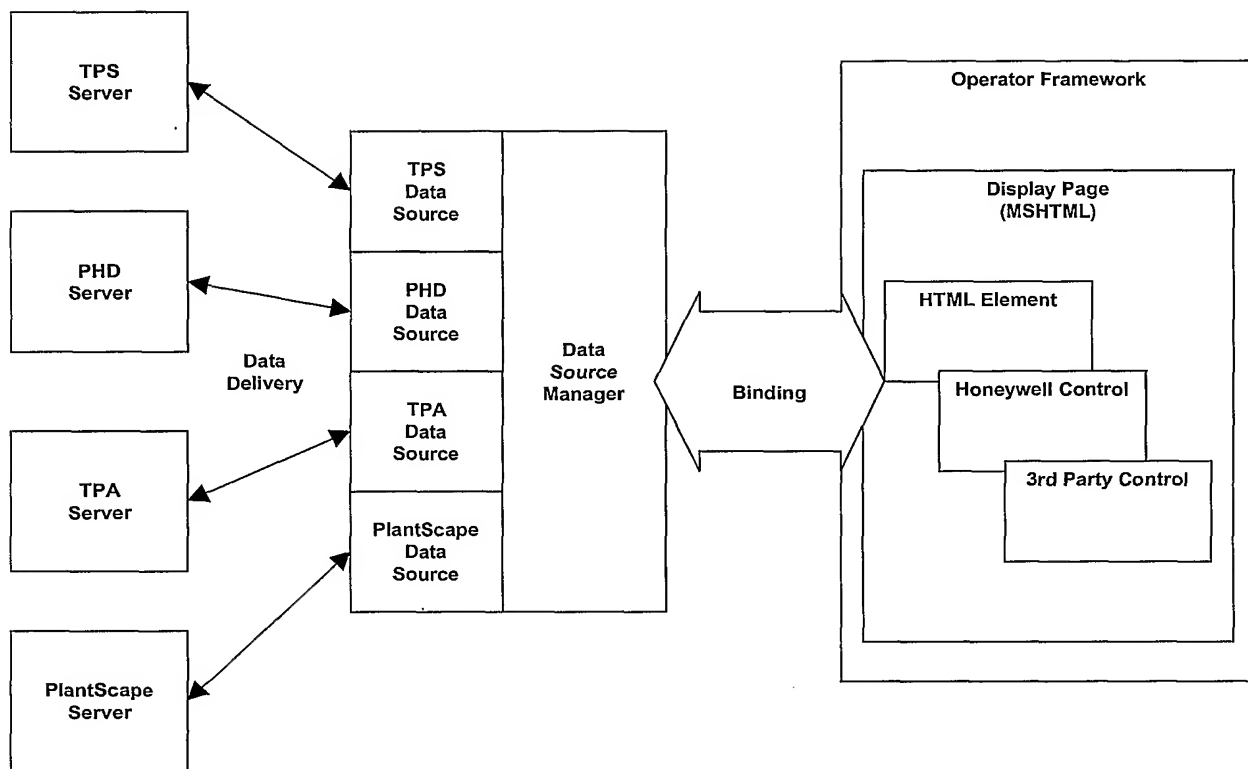 TPS
Server
PHD
Server
TPA
Server
PlantScape
Server
Data
Delivery
TPS
Data
Source
PHD
Data
Source
TPA
Data
Source
PlantScape
Data
Source
Data
Source
Manager
Binding
Operator Framework
Display Page
(MSHTML)
HTML Element
Honeywell Control
3rd Party Control